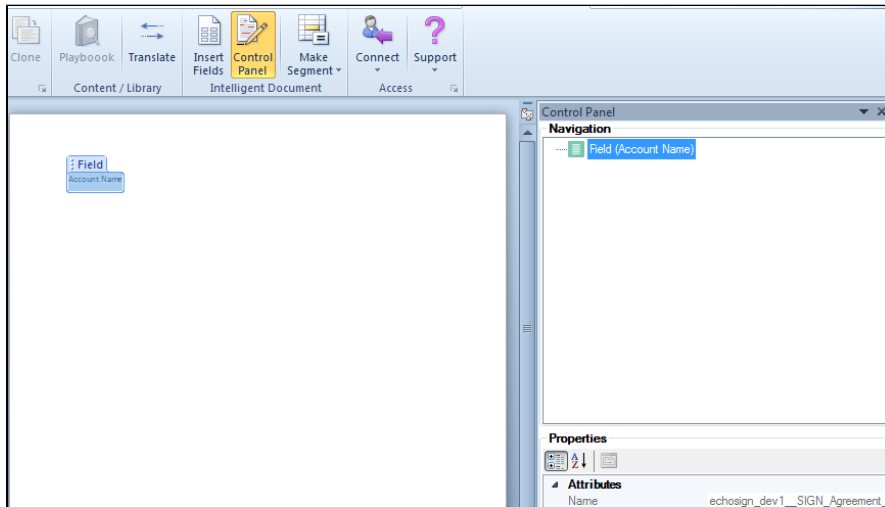 Clone Playboook Translate Insert Fields Control Panel Make Segment Connect Support
Content / Library Intelligent Document Access
Control Panel
Navigation
Field (Account Name)
Field
Account Name
Properties
Attributes
Name echosign_dev1__SIGN_Agreement_